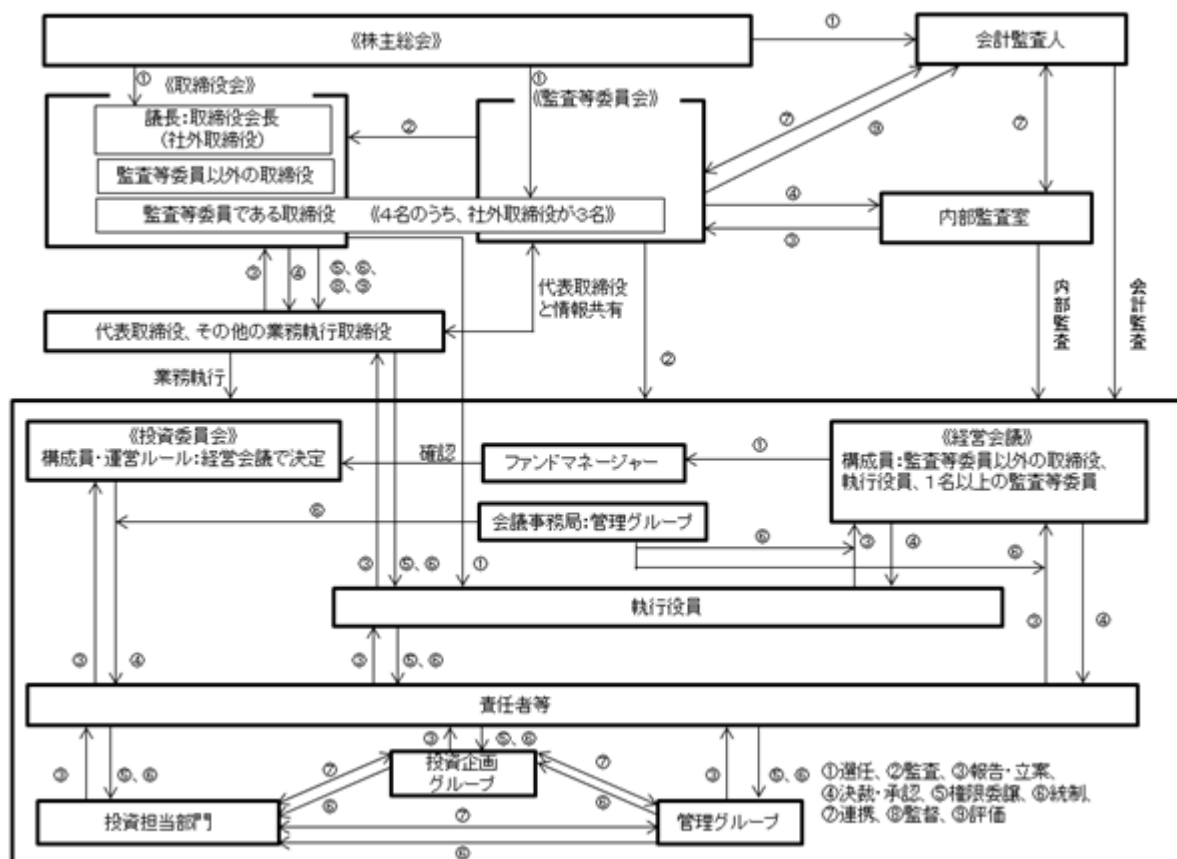 《株主総会》
①
会計監査人
①
《取締役会》
①
《監査等委員会》
議長:取締役会長
(社外取締役)
②
⑦
⑨
⑦
監査等委員以外の取締役
監査等委員である取締役 《4名のうち、社外取締役が3名》
④
③
内部監査室
③
④
⑤、⑥、
⑧、⑨
代表取締役
と情報共有
内部監査
会計監査
代表取締役、その他の業務執行取締役
業務執行
②
《投資委員会》
構成員・運営ルール:経営会議で決定
確認
ファンドマネージャー
①
《経営会議》
構成員:監査等委員以外の取締役、
執行役員、1名以上の監査等委員
⑥
会議事務局:管理グループ
⑥
③
④
⑥
③
⑤、⑥
①
執行役員
③
④
③
④
③
⑤、⑥
責任者等
③
⑤、⑥
③
⑤、⑥
③
⑤、⑥
投資企画
グループ
⑦
⑥
⑦
⑥
投資担当部門
⑦
⑥
管理グループ
①選任、②監査、③報告・立案、
④決裁・承認、⑤権限委譲、⑥統制、
⑦連携、⑧監督、⑨評価